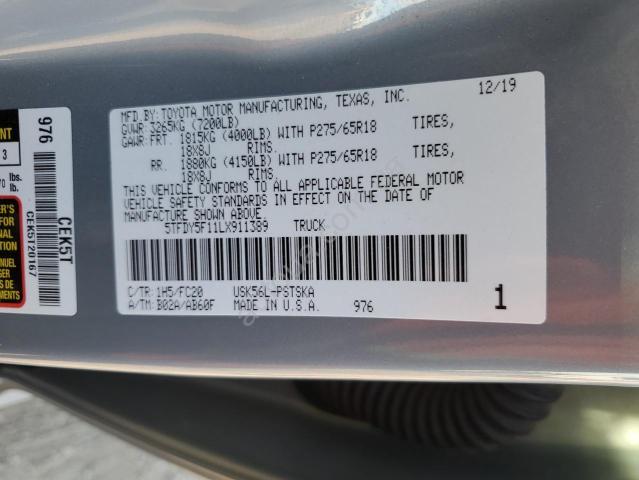 MFD.BY: TOYOTA MOTOR MANUFACTURING, TEXAS, INC. 12/19
GVWR: 3265KG (7200LB)
GAWR: FRT. 1815KG (4000LB) WITH P275/65R18 TIRES,
18X8J RIMS.
RR. 1880KG (4150LB) WITH P275/65R18 TIRES,
18X8J RIMS.
THIS VEHICLE CONFORMS TO ALL APPLICABLE FEDERAL MOTOR
VEHICLE SAFETY STANDARDS IN EFFECT ON THE DATE OF
MANUFACTURE SHOWN ABOVE.
5TFDY5F11LX911389 TRUCK
C/TR: 1H5/FC20 USK56L-PSTSKA
A/TM: B02A/AB60F MADE IN U.S.A. 976 1
976
CEK5T
CEK5T20167
3
lbs.
lb.